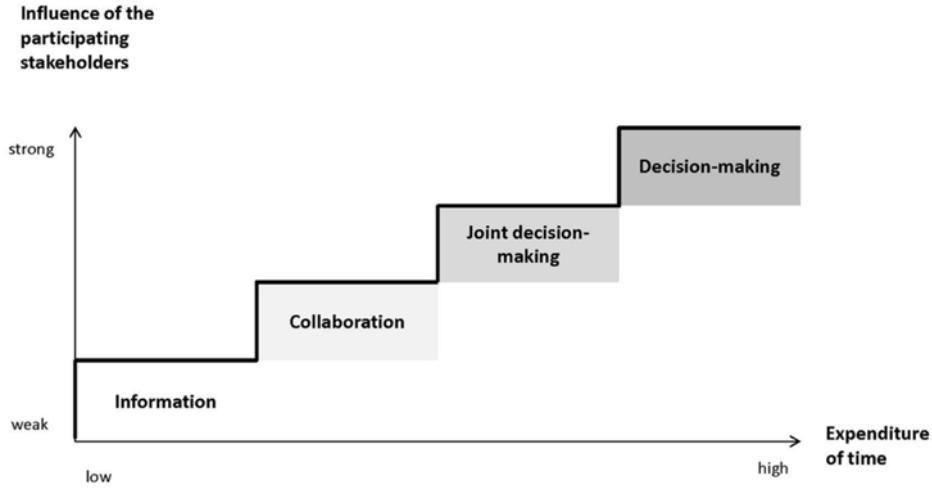 Influence of the
participating
stakeholders
strong
Decision-making
Joint decision-
making
Collaboration
Information
weak
Expenditure
of time
low
high